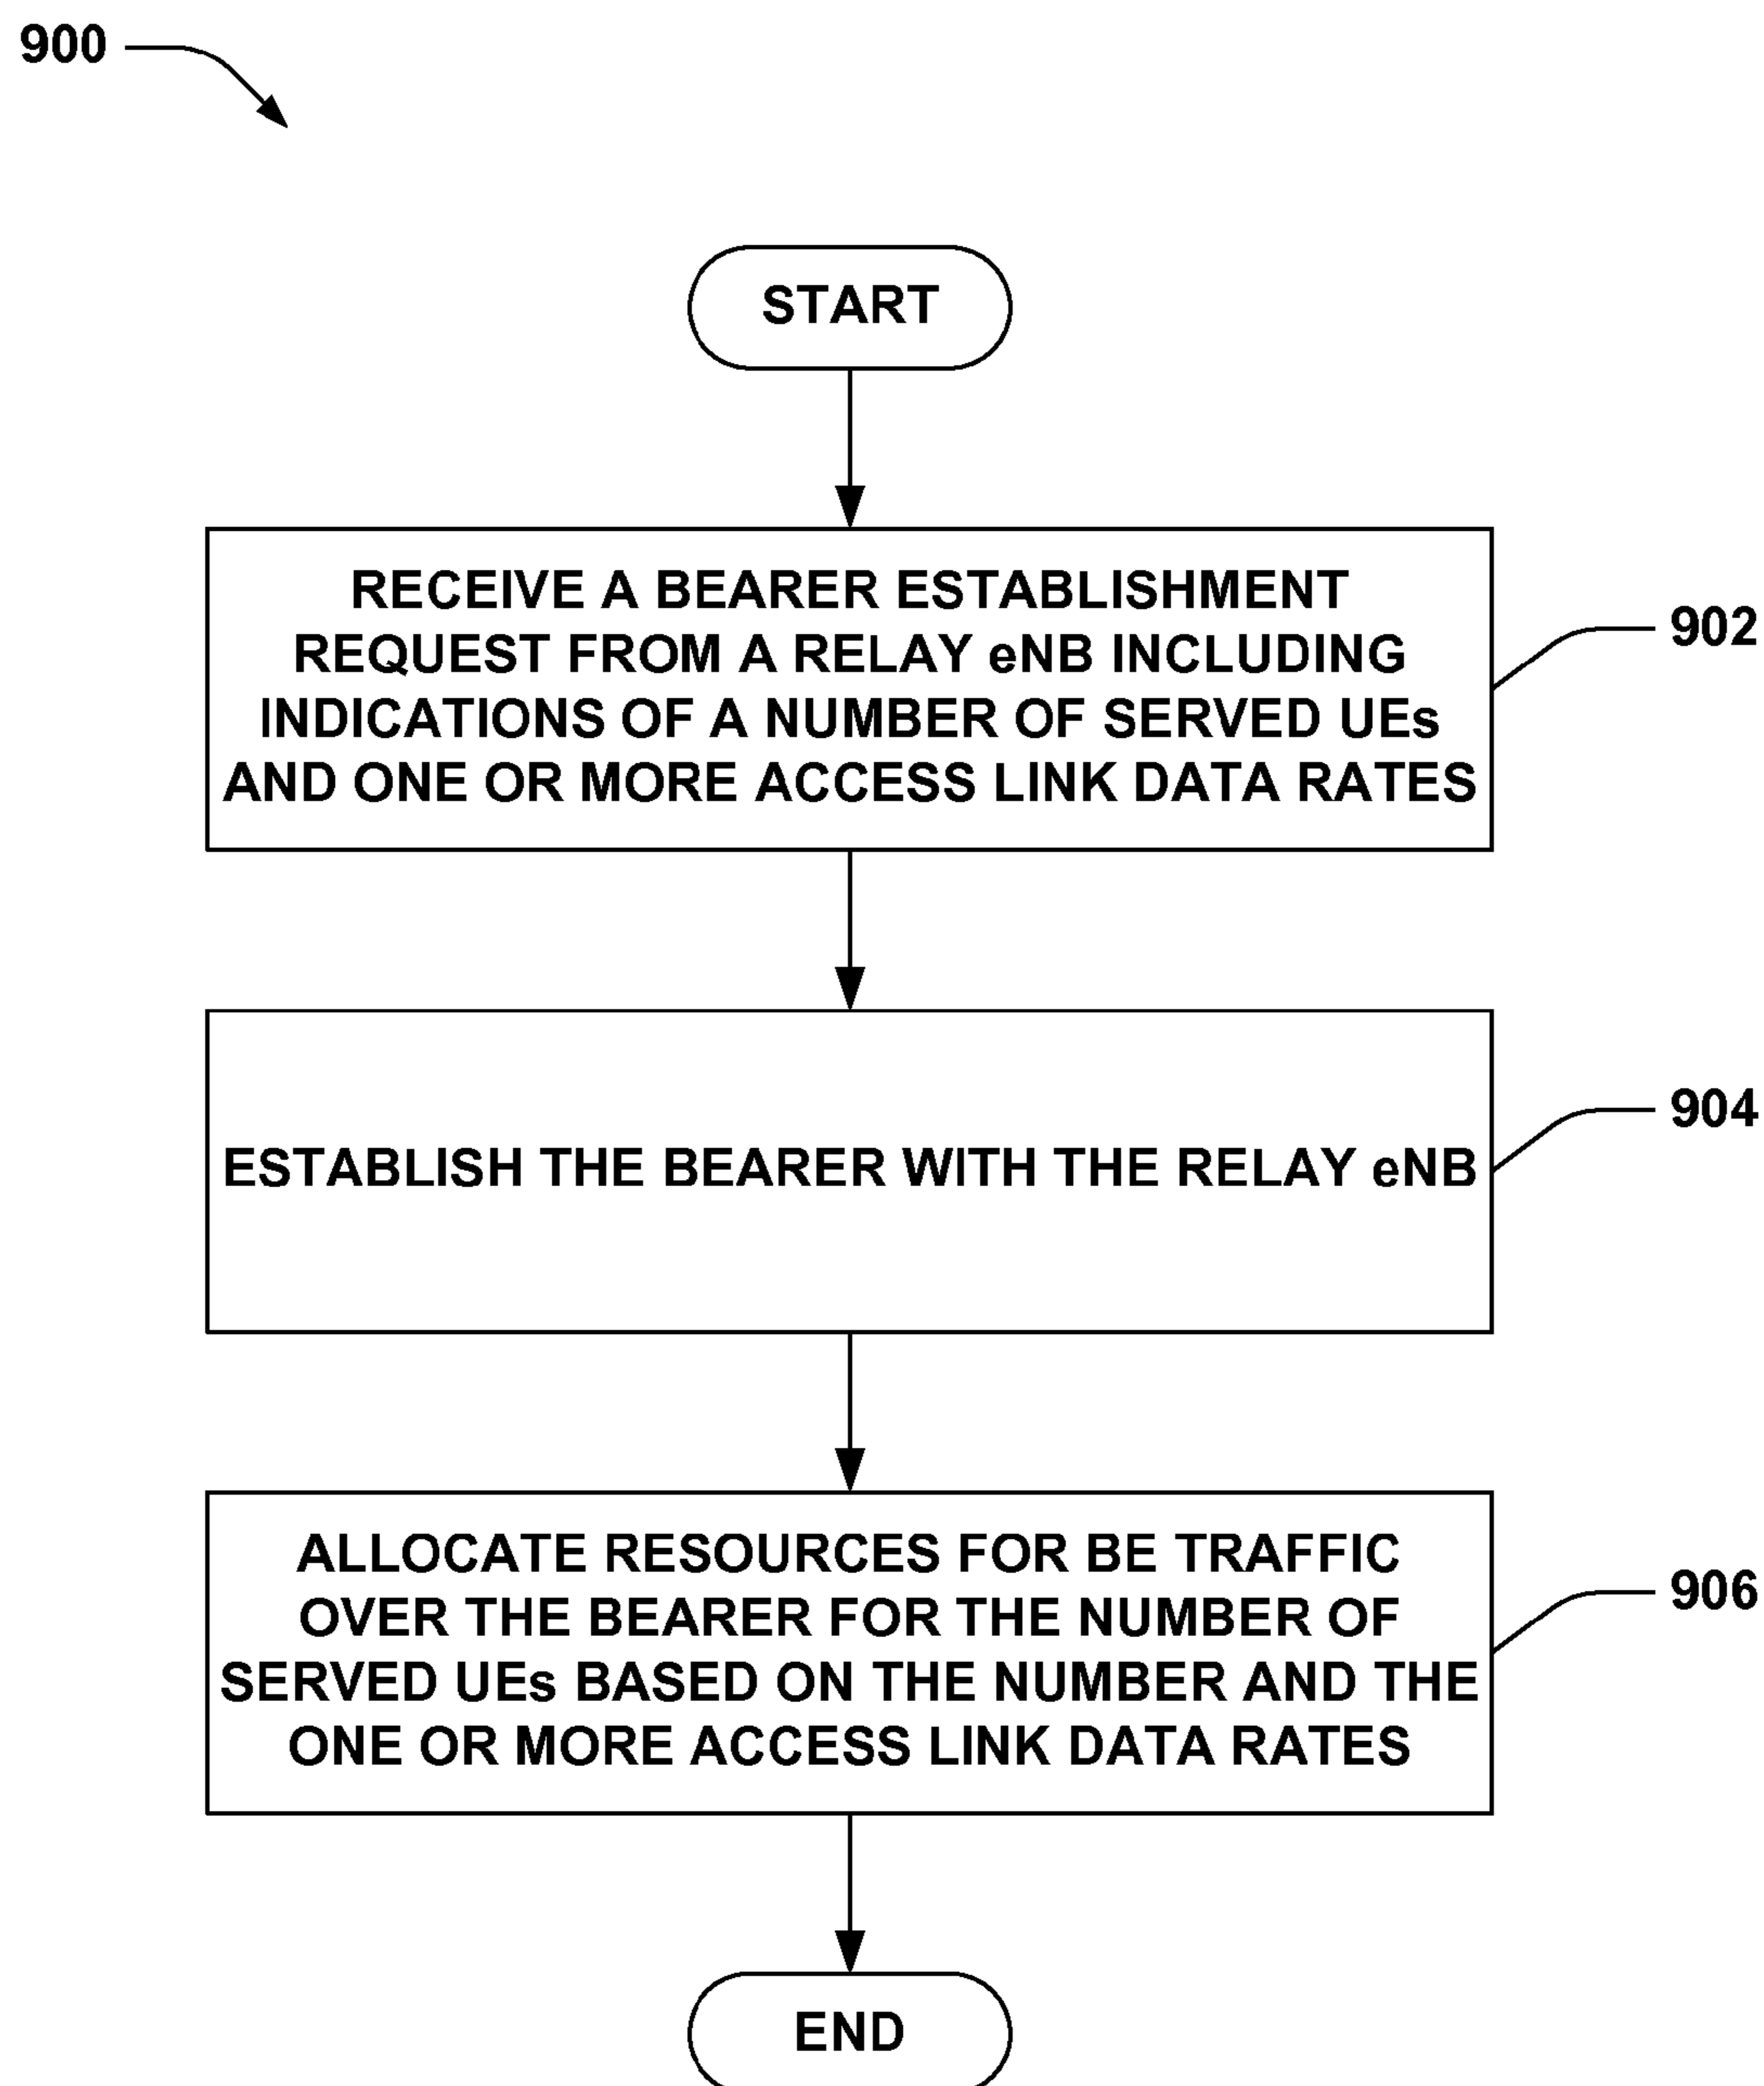 900
START
RECEIVE A BEARER ESTABLISHMENT
REQUEST FROM A RELAY eNB INCLUDING
INDICATIONS OF A NUMBER OF SERVED UEs
AND ONE OR MORE ACCESS LINK DATA RATES
902
ESTABLISH THE BEARER WITH THE RELAY eNB
904
ALLOCATE RESOURCES FOR BE TRAFFIC
OVER THE BEARER FOR THE NUMBER OF
SERVED UEs BASED ON THE NUMBER AND THE
ONE OR MORE ACCESS LINK DATA RATES
906
END